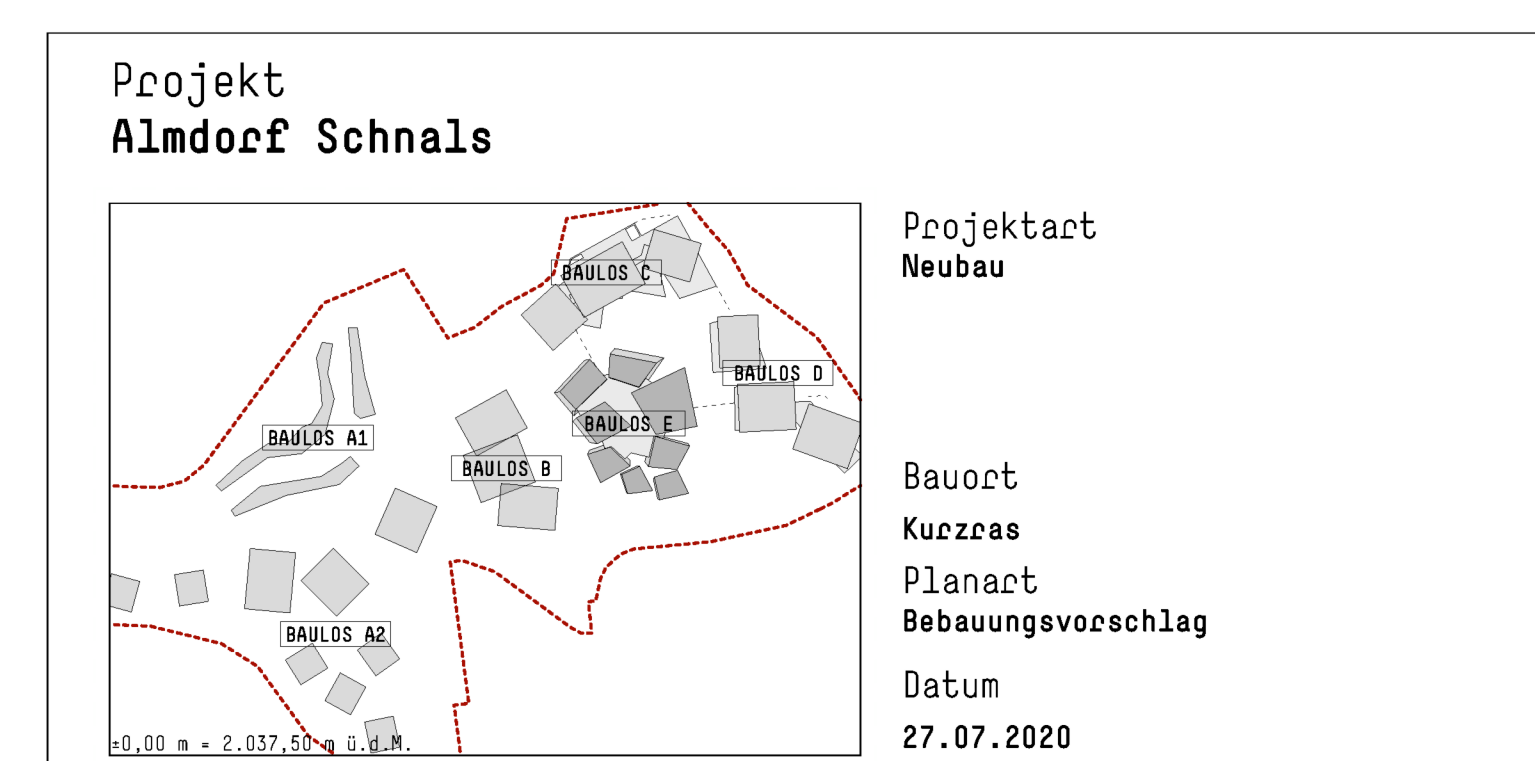 Projekt
Almdorf Schnals
BAULOS C
BAULOS D
BAULOS E
BAULOS A1
BAULOS B
BAULOS A2
±0,00 m = 2.037,50 m ü.d.M.
Projektart
Neubau
Bauort
Kurzras
Planart
Bebauungsvorschlag
Datum
27.07.2020